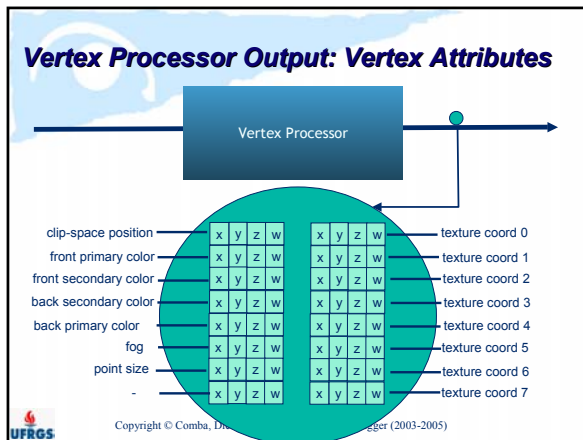 Vertex Processor Output: Vertex Attributes
Vertex Processor
clip-space position x y z w x y z w texture coord 0
front primary color x y z w x y z w texture coord 1
front secondary color x y z w x y z w texture coord 2
back secondary color x y z w x y z w texture coord 3
back primary color x y z w x y z w texture coord 4
fog x y z w x y z w texture coord 5
point size x y z w x y z w texture coord 6
- x y z w x y z w texture coord 7
UFRGS Copyright © Comba, (2003-2005)